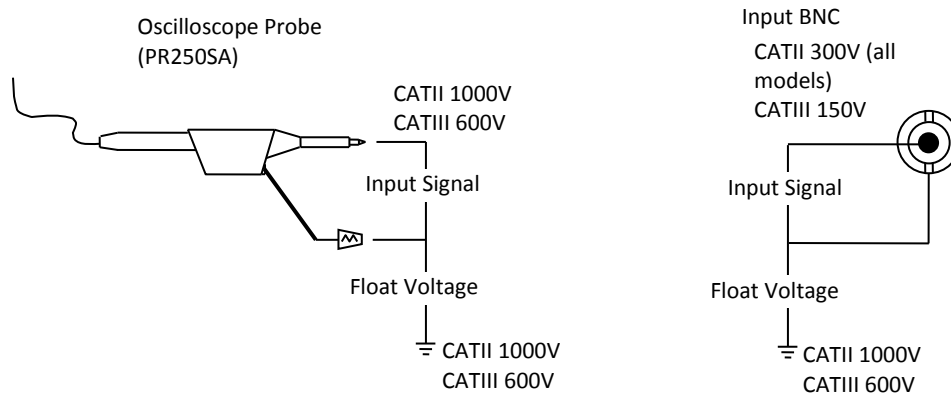 Oscilloscope Probe
(PR250SA)
CATII 1000V
CATIII 600V
Input Signal
Float Voltage
CATII 1000V
CATIII 600V
Input BNC
CATII 300V (all
models)
CATIII 150V
Input Signal
Float Voltage
CATII 1000V
CATIII 600V